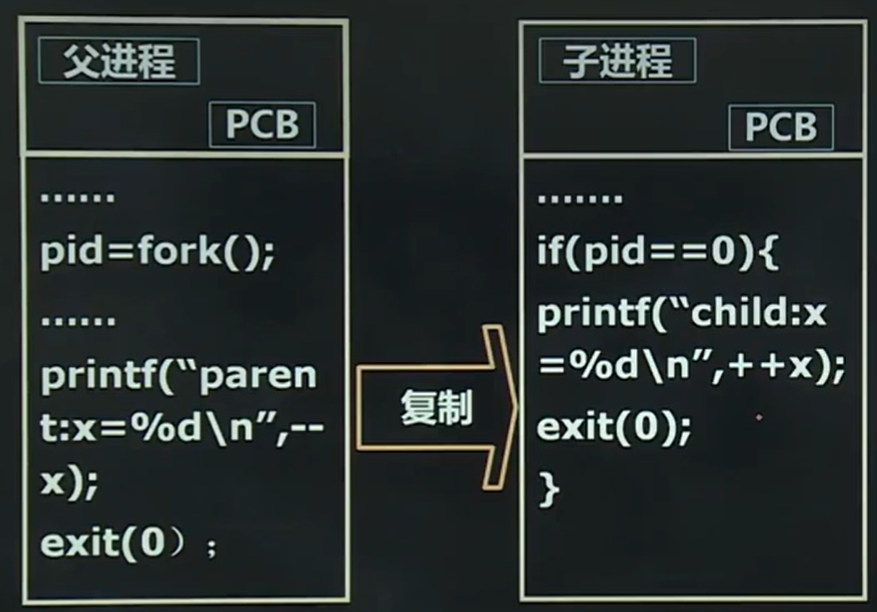 父进程
PCB
......
pid=fork();
......
printf(“paren
t:x=%d\n”,--
x);
exit(0）；
复制
子进程
PCB
.......
if(pid==0){
printf(“child:x
=%d\n”,++x);
exit(0);
}